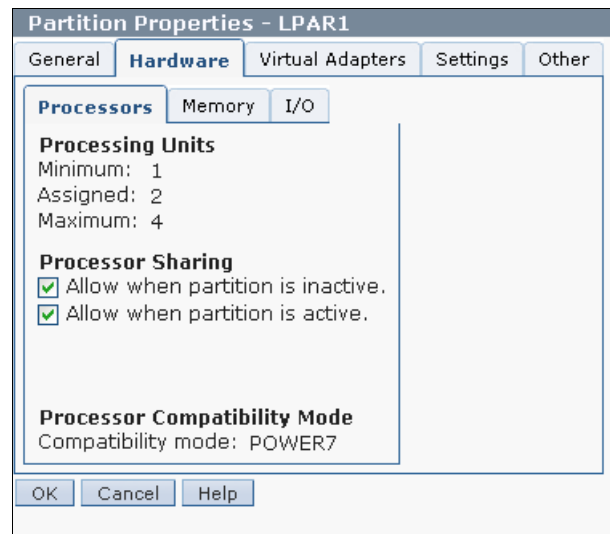 Partition Properties - LPAR1
General Hardware Virtual Adapters Settings Other
Processors Memory I/O
Processing Units
Minimum: 1
Assigned: 2
Maximum: 4
Processor Sharing
Allow when partition is inactive.
Allow when partition is active.
Processor Compatibility Mode
Compatibility mode: POWER7
OK Cancel Help